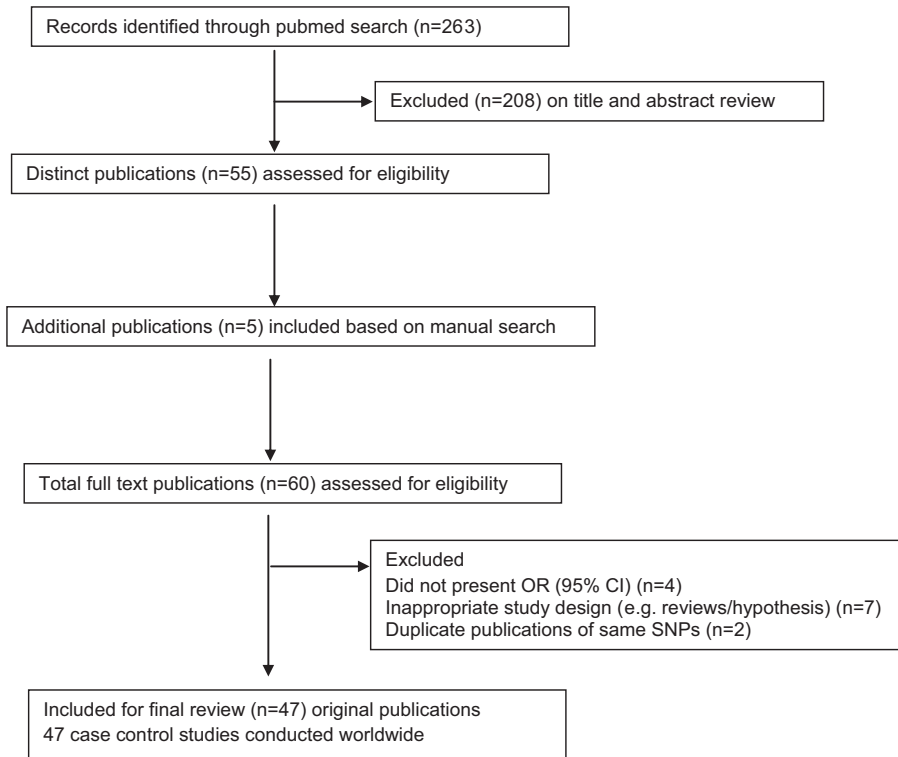 Records identified through pubmed search (n=263)
Excluded (n=208) on title and abstract review
Distinct publications (n=55) assessed for eligibility
Additional publications (n=5) included based on manual search
Total full text publications (n=60) assessed for eligibility
Excluded
Did not present OR (95% CI) (n=4)
Inappropriate study design (e.g. reviews/hypothesis) (n=7)
Duplicate publications of same SNPs (n=2)
Included for final review (n=47) original publications
47 case control studies conducted worldwide